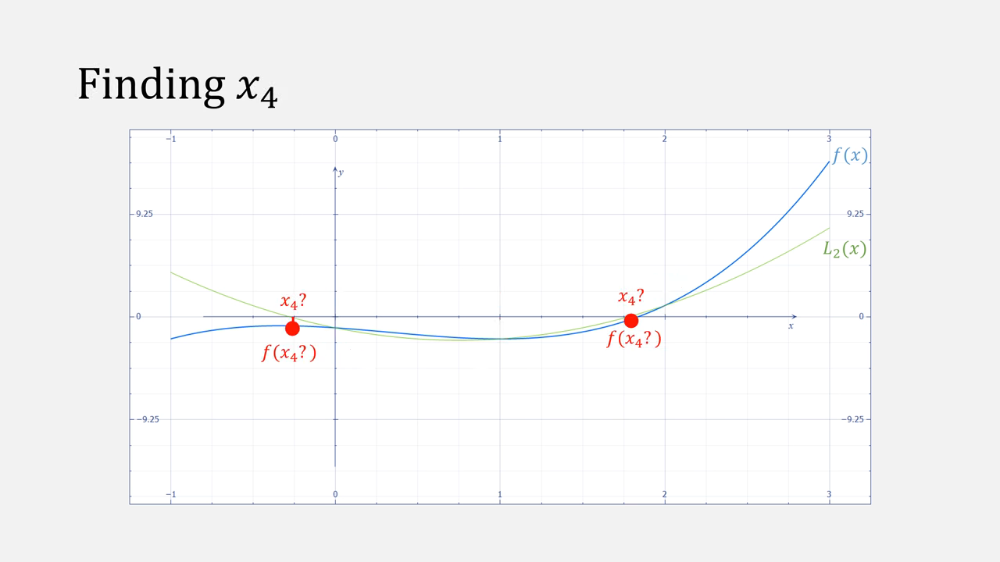 Finding x₄
−1 0 1 2 3
f(x)
y
9.25 9.25
L₂(x)
x₄? x₄?
0 0
x
f(x₄?) f(x₄?)
−9.25 −9.25
−1 0 1 2 3